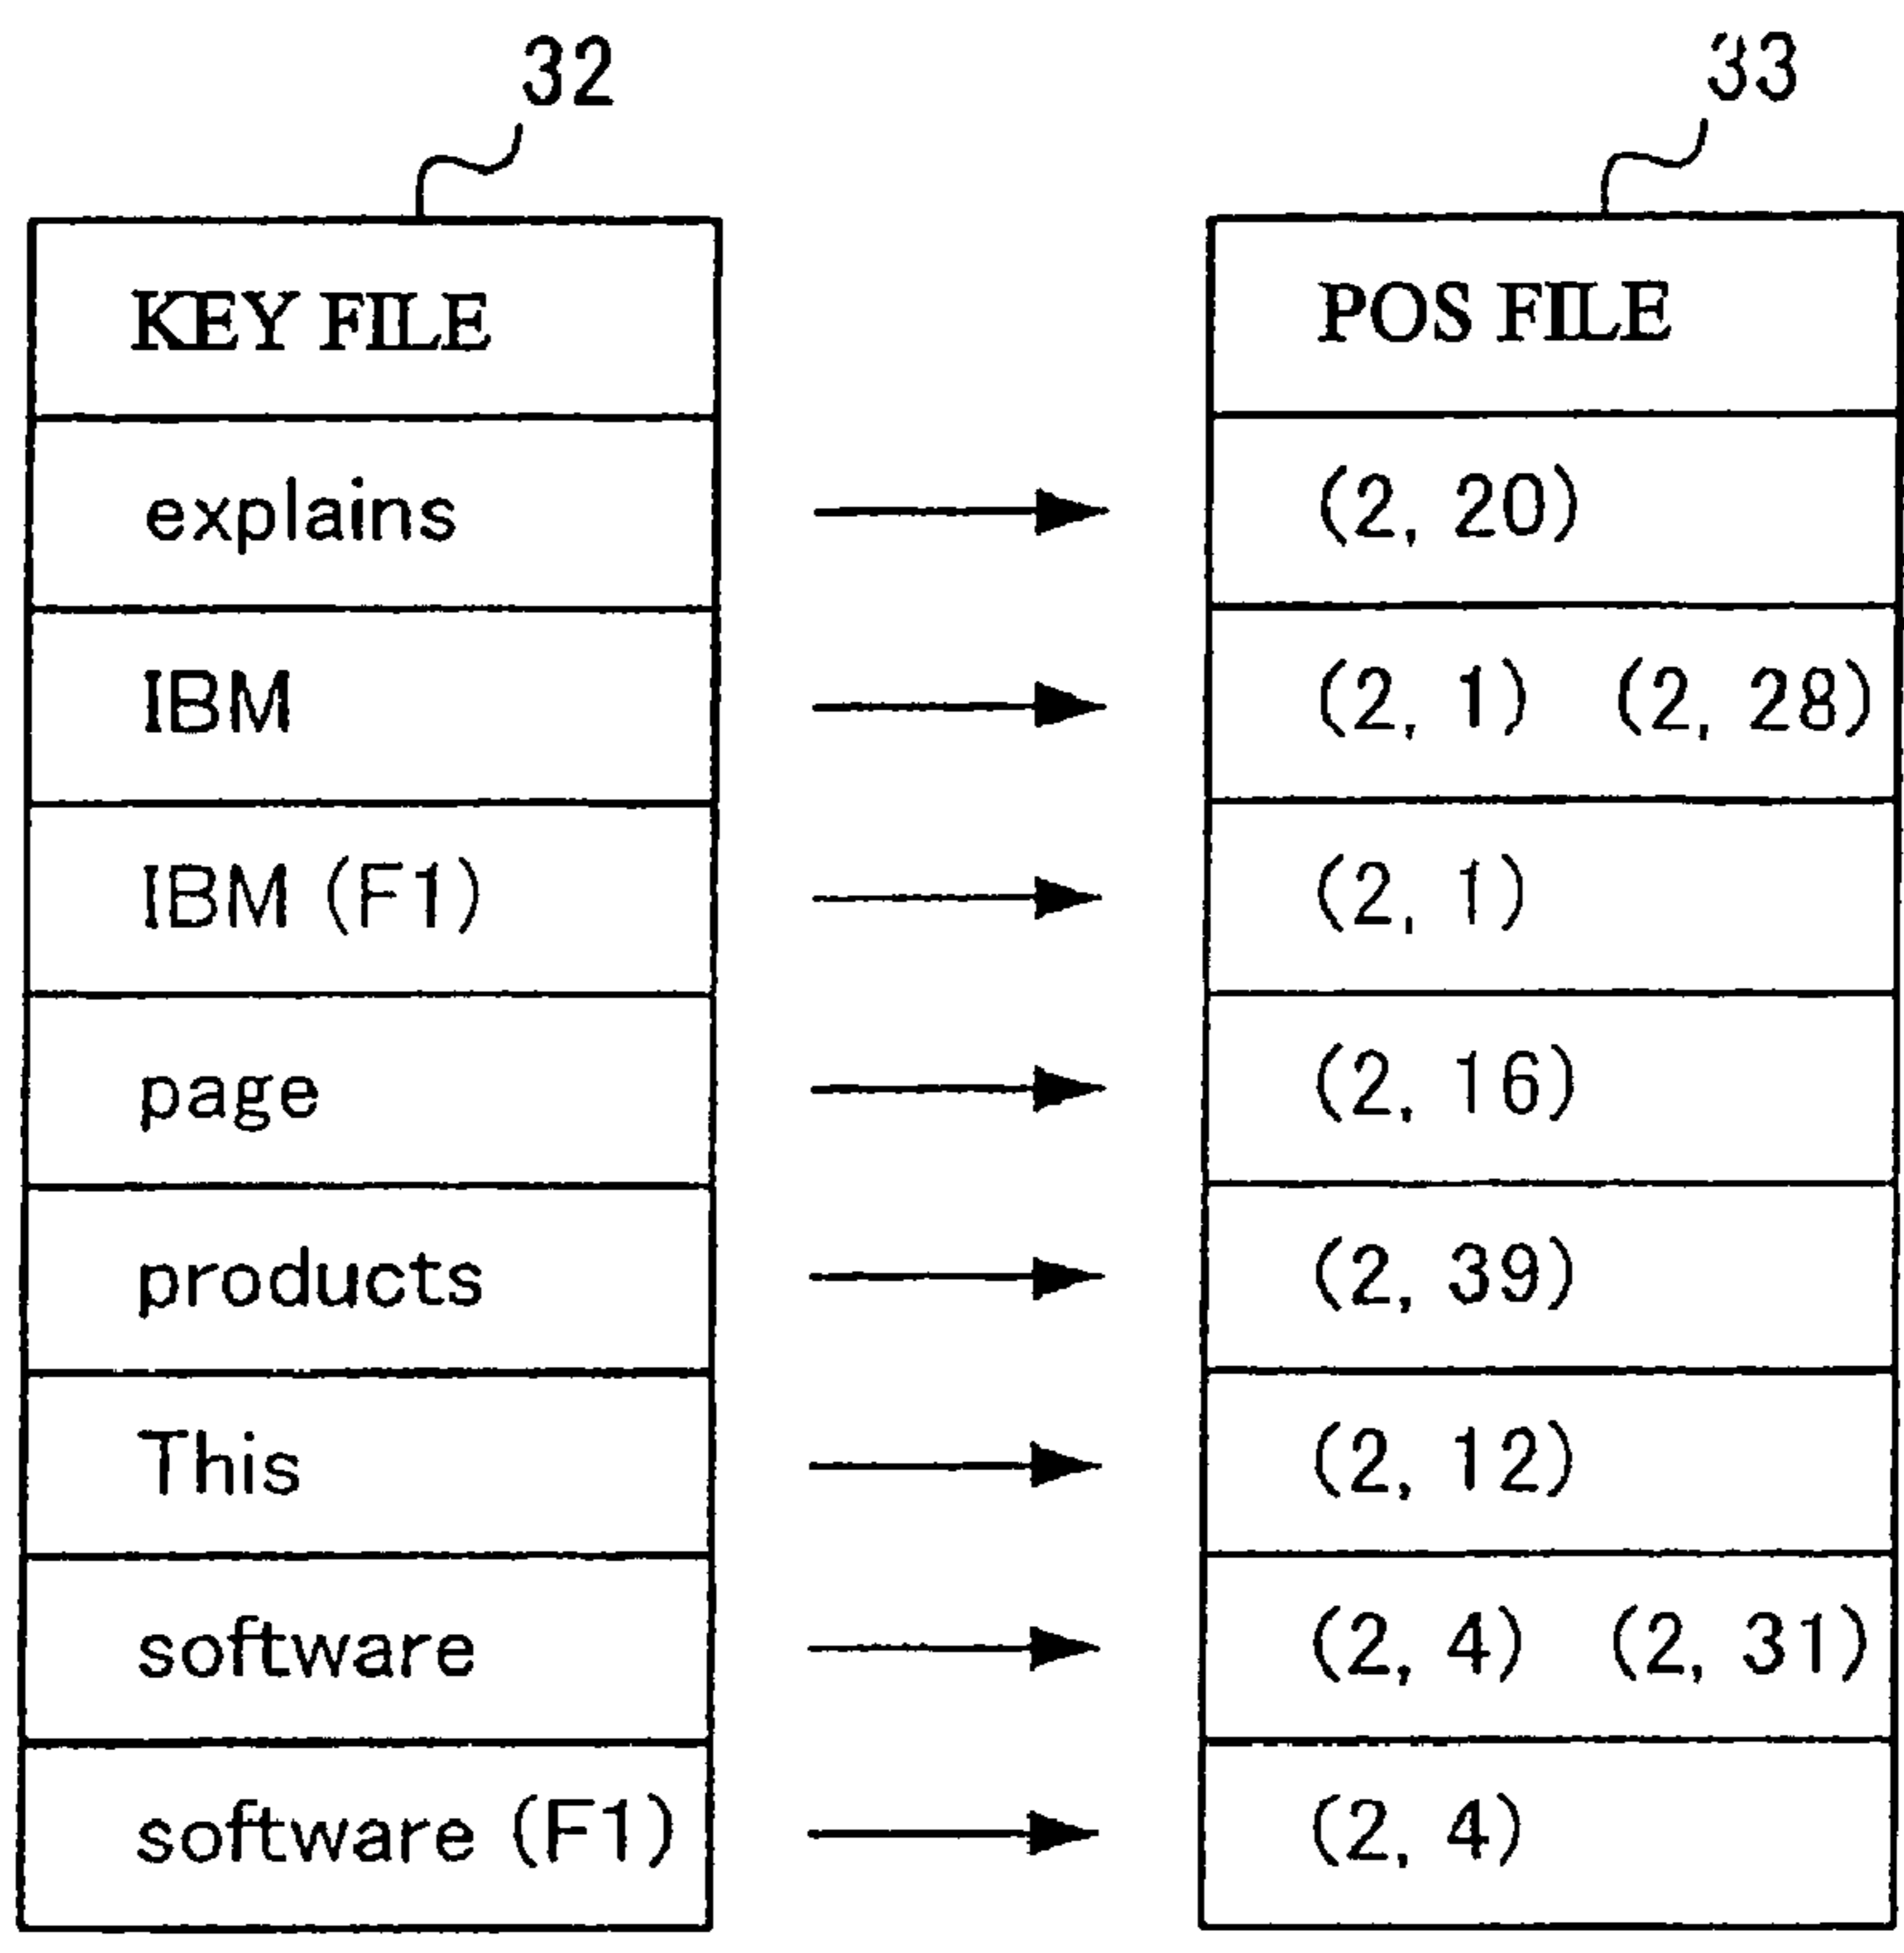 32 33
KEY FILE POS FILE
explains (2, 20)
IBM (2, 1) (2, 28)
IBM (F1) (2, 1)
page (2, 16)
products (2, 39)
This (2, 12)
software (2, 4) (2, 31)
software (F1) (2, 4)